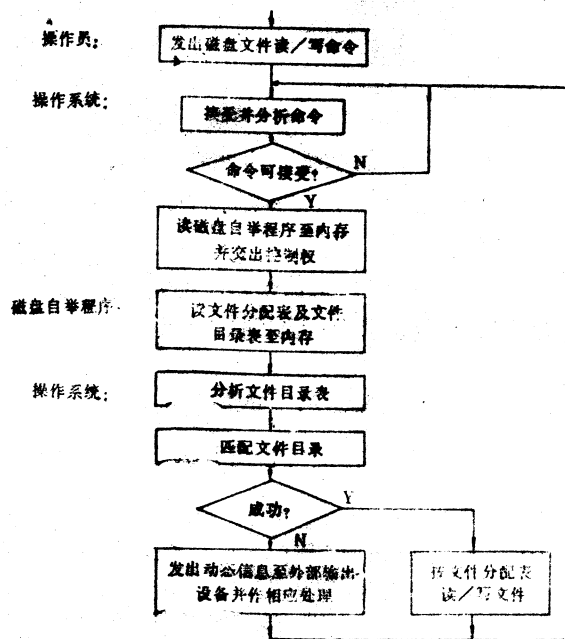 操作员:
发出磁盘文件读/写命令
操作系统:
接受并分析命令
命令可接受?
N
Y
读磁盘自举程序至内存
并交出控制权
磁盘自举程序
读文件分配表及文件
目录表至内存
操作系统:
分析文件目录表
匹配文件目录
成功?
Y
N
发出动态信息至外部输出
设备并作相应处理
按文件分配表
读/写文件